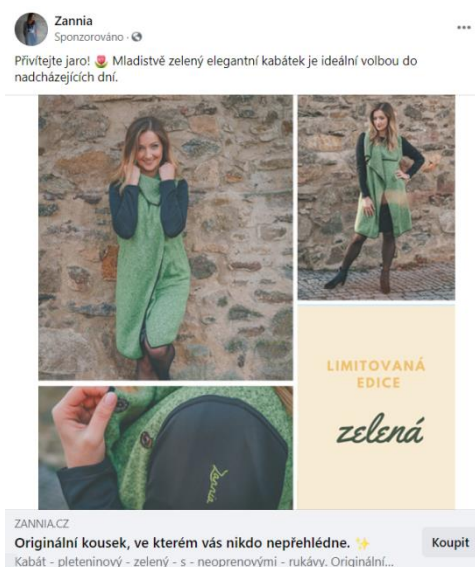 Zannia
Sponzorováno ·
Přivítejte jaro! 🌷 Mladistvě zelený elegantní kabátek je ideální volbou do
nadcházejících dní.
LIMITOVANÁ
EDICE
zelená
Zannia
ZANNIA.CZ
Originální kousek, ve kterém vás nikdo nepřehlédne. ✨
Kabát - pleteninový - zelený - s - neoprenovými - rukávy. Originální...
Koupit